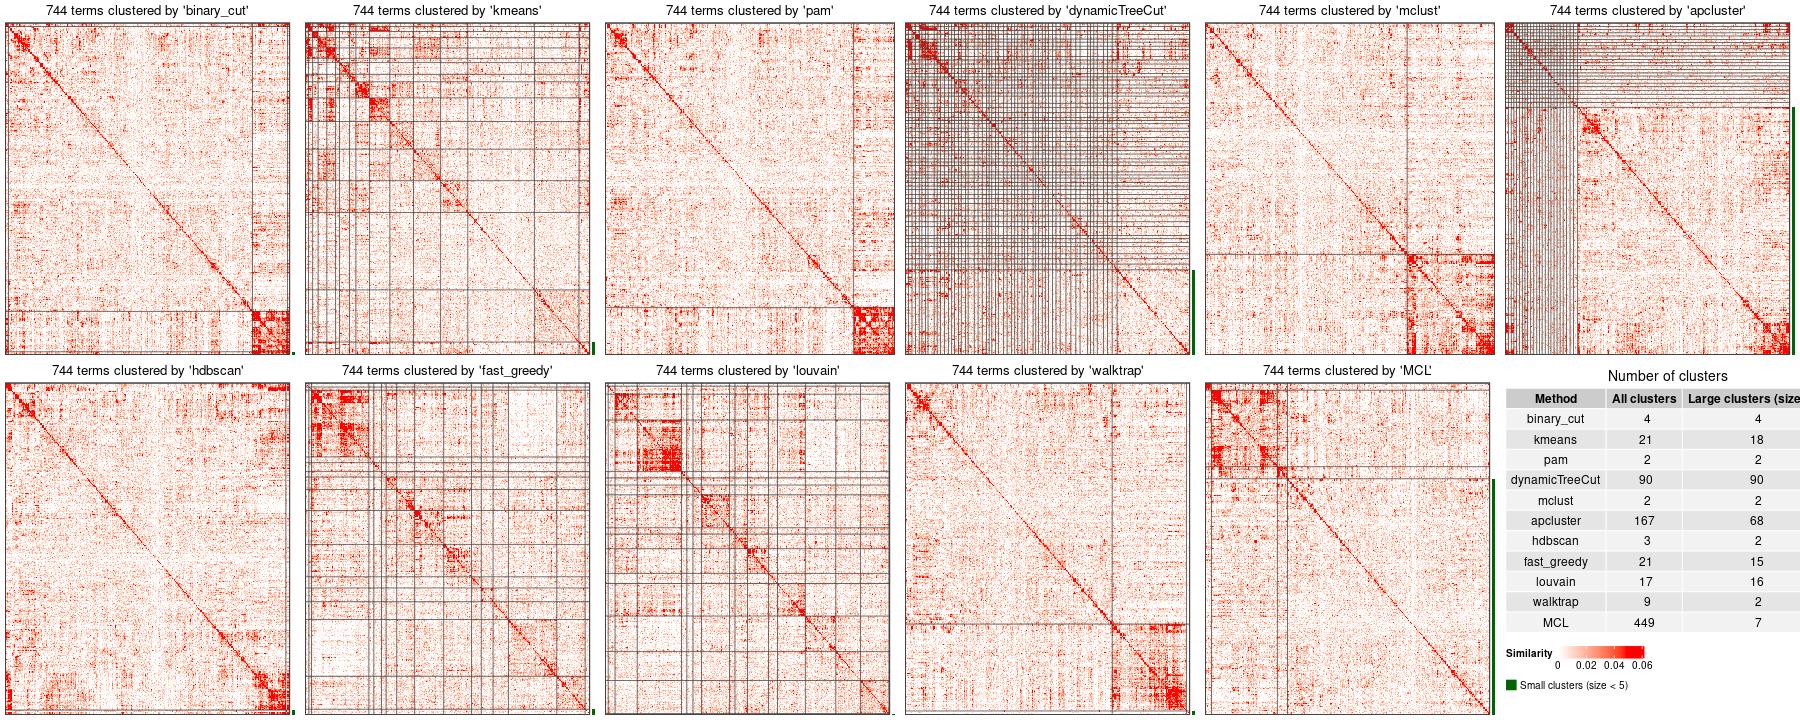 744 terms clustered by 'binary_cut'
744 terms clustered by 'kmeans'
744 terms clustered by 'pam'
744 terms clustered by 'dynamicTreeCut'
744 terms clustered by 'mclust'
744 terms clustered by 'apcluster'
744 terms clustered by 'hdbscan'
744 terms clustered by 'fast_greedy'
744 terms clustered by 'louvain'
744 terms clustered by 'walktrap'
744 terms clustered by 'MCL'
Number of clusters
Method All clusters Large clusters (size
binary_cut 4 4
kmeans 21 18
pam 2 2
dynamicTreeCut 90 90
mclust 2 2
apcluster 167 68
hdbscan 3 2
fast_greedy 21 15
louvain 17 16
walktrap 9 2
MCL 449 7
Similarity
0 0.02 0.04 0.06
Small clusters (size < 5)